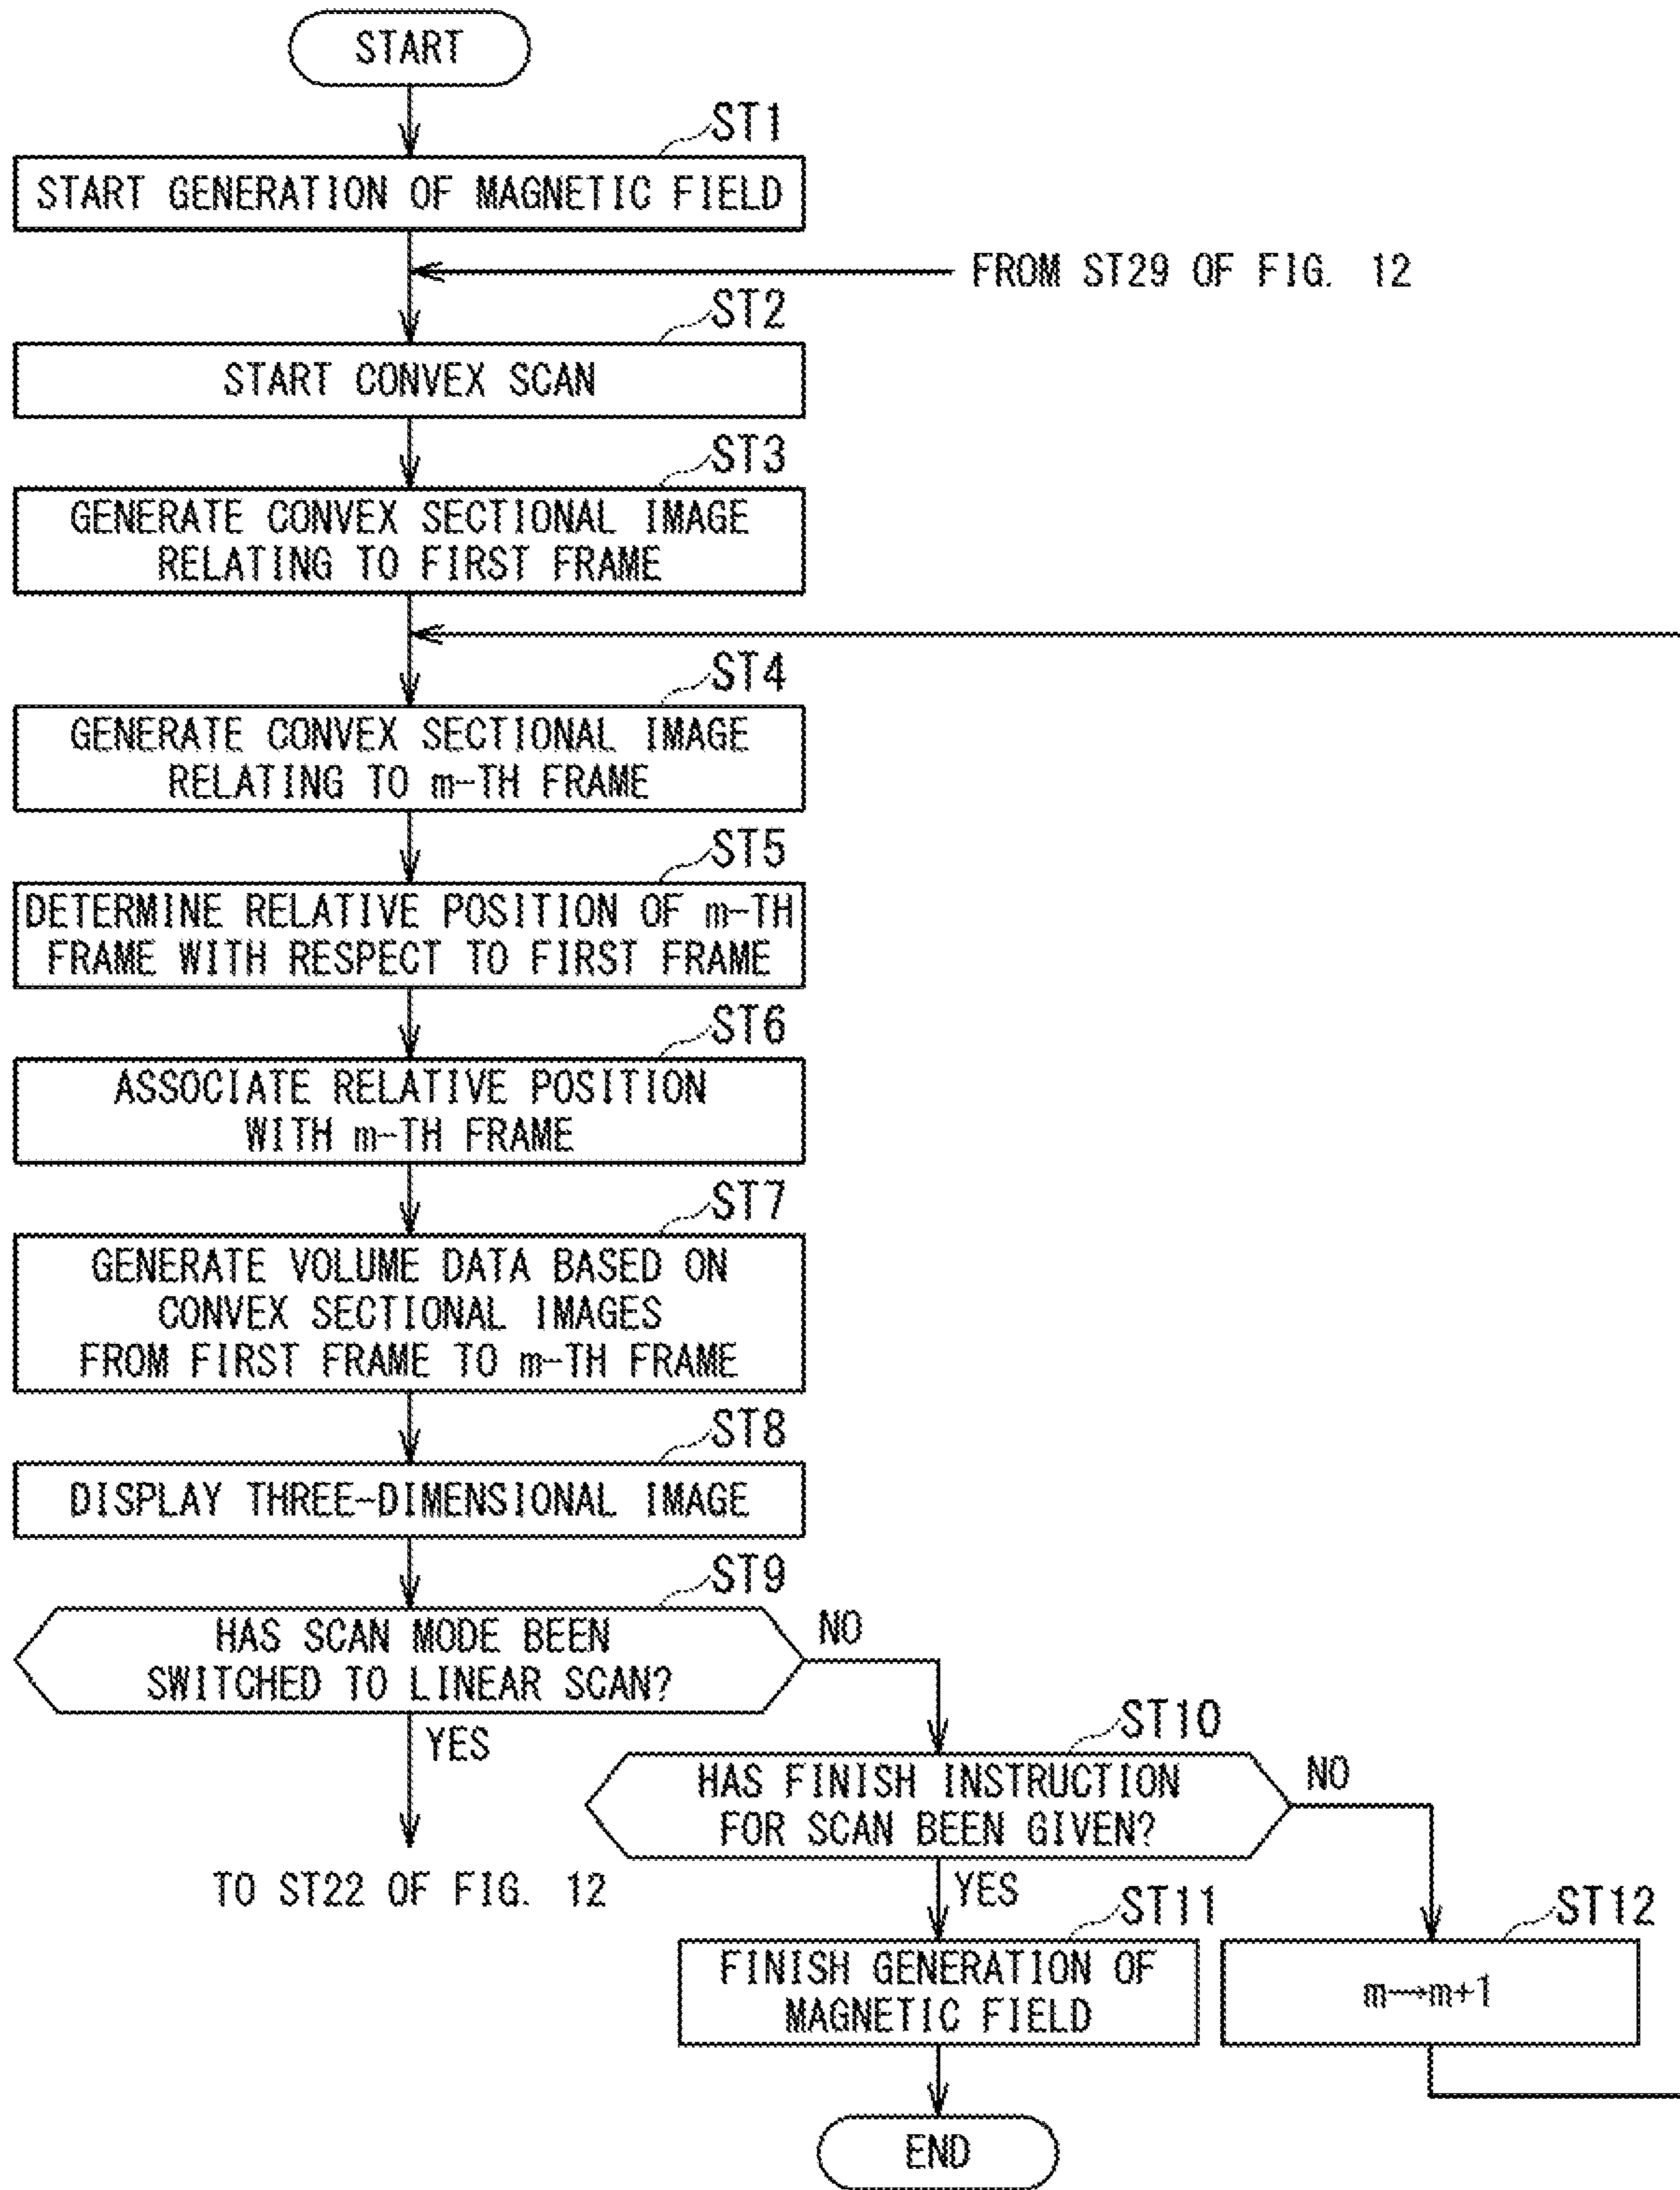 START
ST1
START GENERATION OF MAGNETIC FIELD
FROM ST29 OF FIG. 12
ST2
START CONVEX SCAN
ST3
GENERATE CONVEX SECTIONAL IMAGE
RELATING TO FIRST FRAME
ST4
GENERATE CONVEX SECTIONAL IMAGE
RELATING TO m-TH FRAME
ST5
DETERMINE RELATIVE POSITION OF m-TH
FRAME WITH RESPECT TO FIRST FRAME
ST6
ASSOCIATE RELATIVE POSITION
WITH m-TH FRAME
ST7
GENERATE VOLUME DATA BASED ON
CONVEX SECTIONAL IMAGES
FROM FIRST FRAME TO m-TH FRAME
ST8
DISPLAY THREE-DIMENSIONAL IMAGE
ST9
HAS SCAN MODE BEEN
SWITCHED TO LINEAR SCAN?
NO
YES
TO ST22 OF FIG. 12
ST10
HAS FINISH INSTRUCTION
FOR SCAN BEEN GIVEN?
NO
YES
ST11
FINISH GENERATION OF
MAGNETIC FIELD
ST12
m→m+1
END